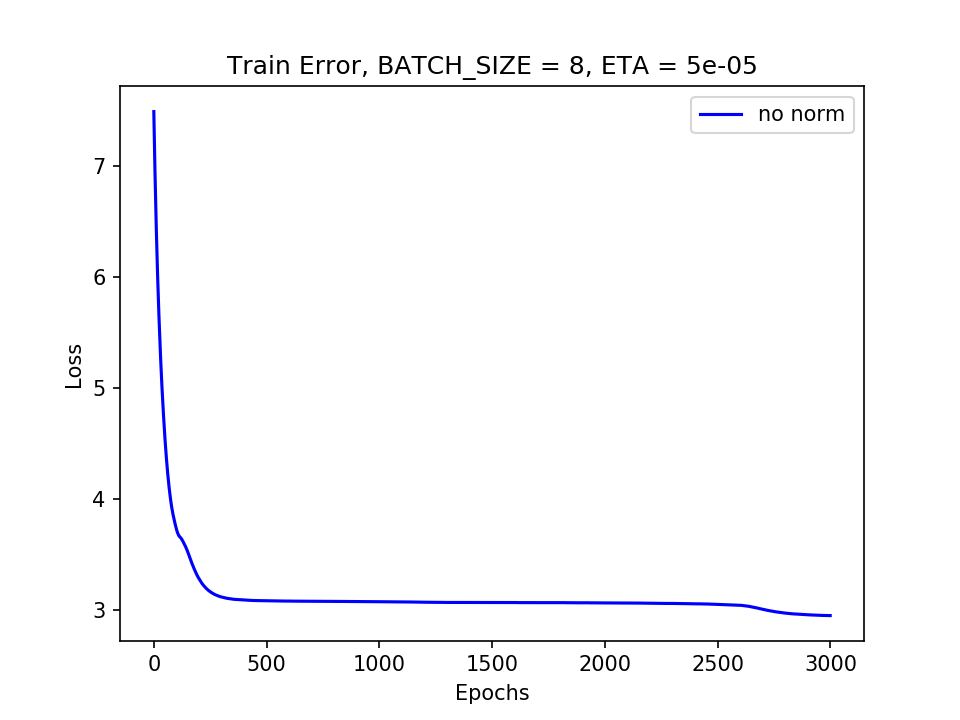 Train Error, BATCH_SIZE = 8, ETA = 5e-05
no norm
7
6
5
4
3
Loss
0 500 1000 1500 2000 2500 3000
Epochs